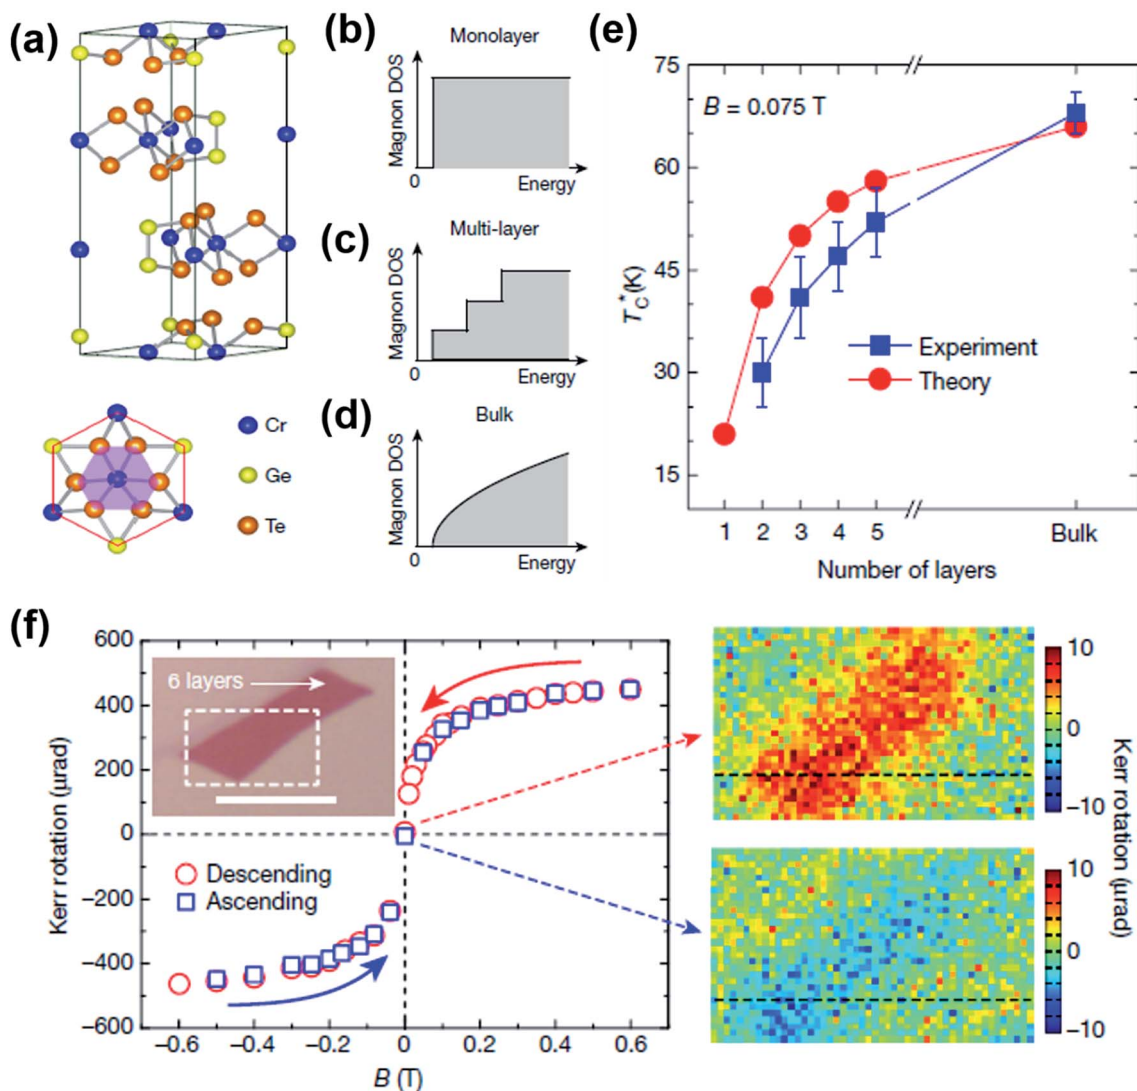 (a)
Cr
Ge
Te
(b)
Monolayer
Magnon DOS
0
Energy
(c)
Multi-layer
Magnon DOS
0
Energy
(d)
Bulk
Magnon DOS
0
Energy
(e)
75
60
45
30
15
T_C^*(K)
B = 0.075 T
Experiment
Theory
1 2 3 4 5 Bulk
Number of layers
(f)
600
400
200
0
−200
−400
−600
Kerr rotation (μrad)
6 layers
Descending
Ascending
−0.6 −0.4 −0.2 0 0.2 0.4 0.6
B (T)
10
0
−10
10
0
−10
Kerr rotation (μrad)